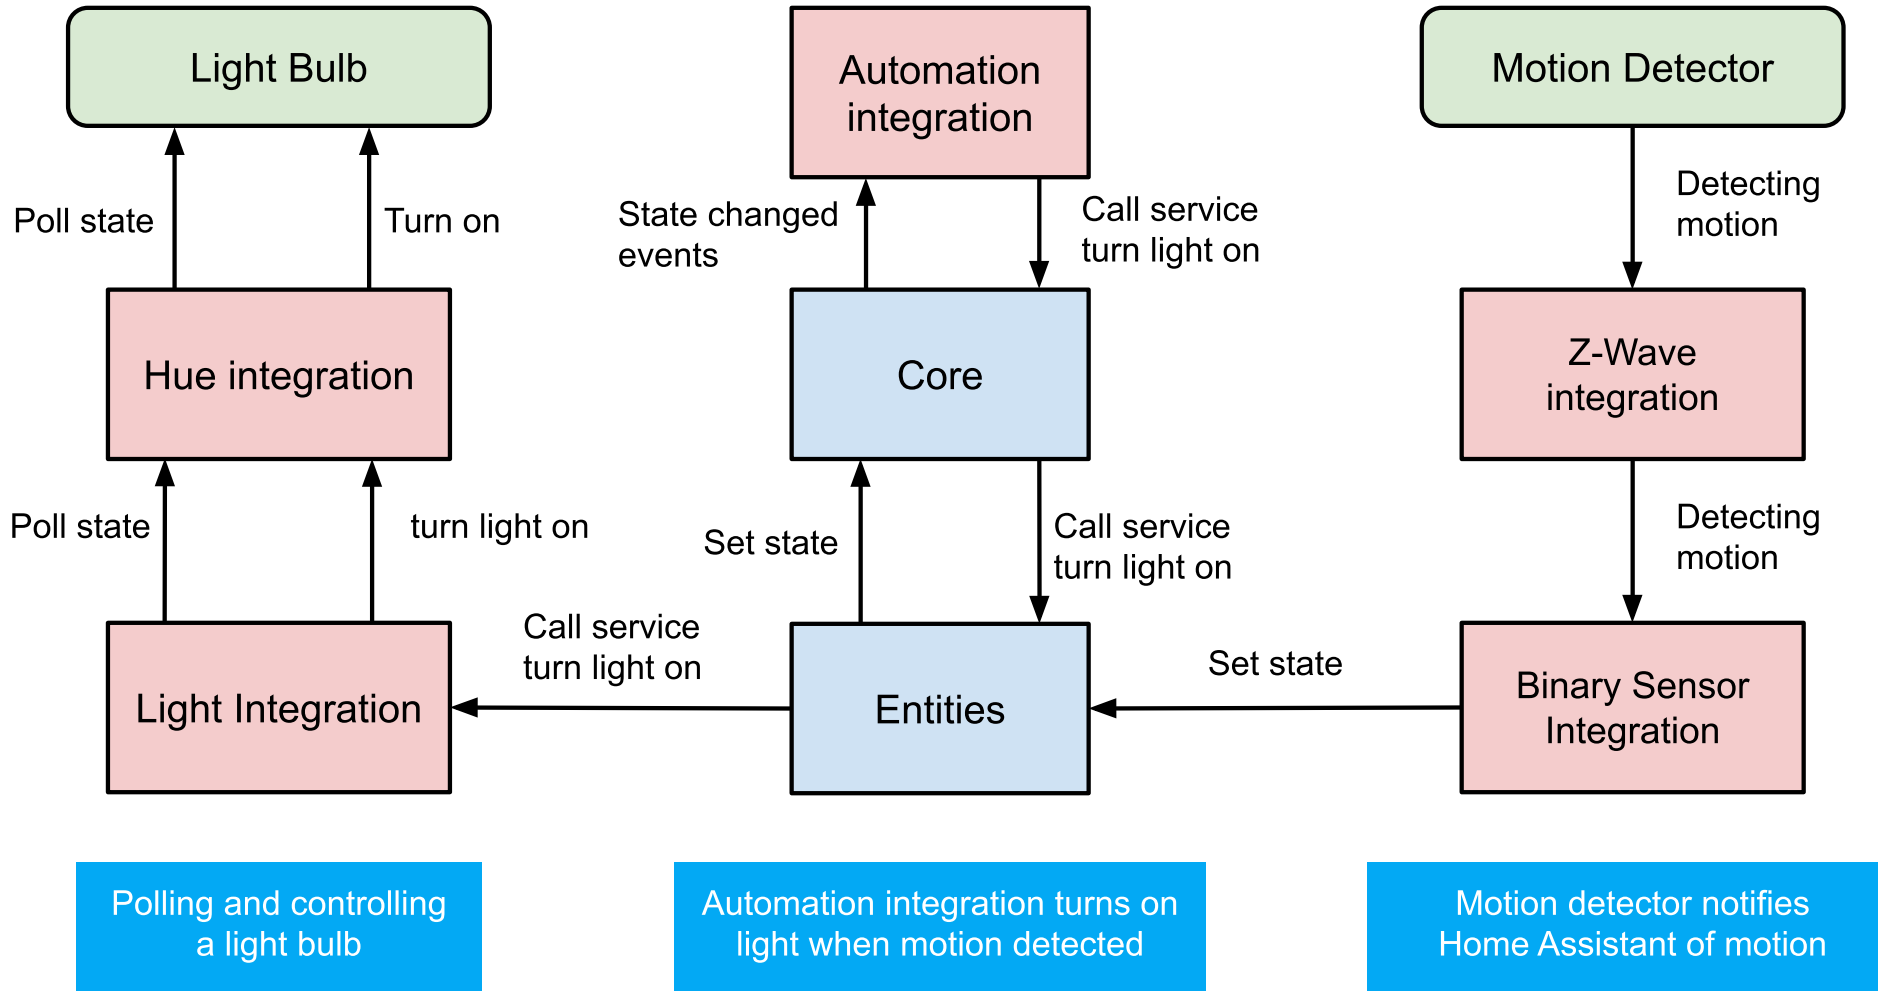 Light Bulb
Automation
integration
Motion Detector
Poll state
Turn on
State changed
events
Call service
turn light on
Detecting
motion
Hue integration
Core
Z-Wave
integration
Poll state
turn light on
Set state
Call service
turn light on
Detecting
motion
Light Integration
Call service
turn light on
Entities
Set state
Binary Sensor
Integration
Polling and controlling
a light bulb
Automation integration turns on
light when motion detected
Motion detector notifies
Home Assistant of motion